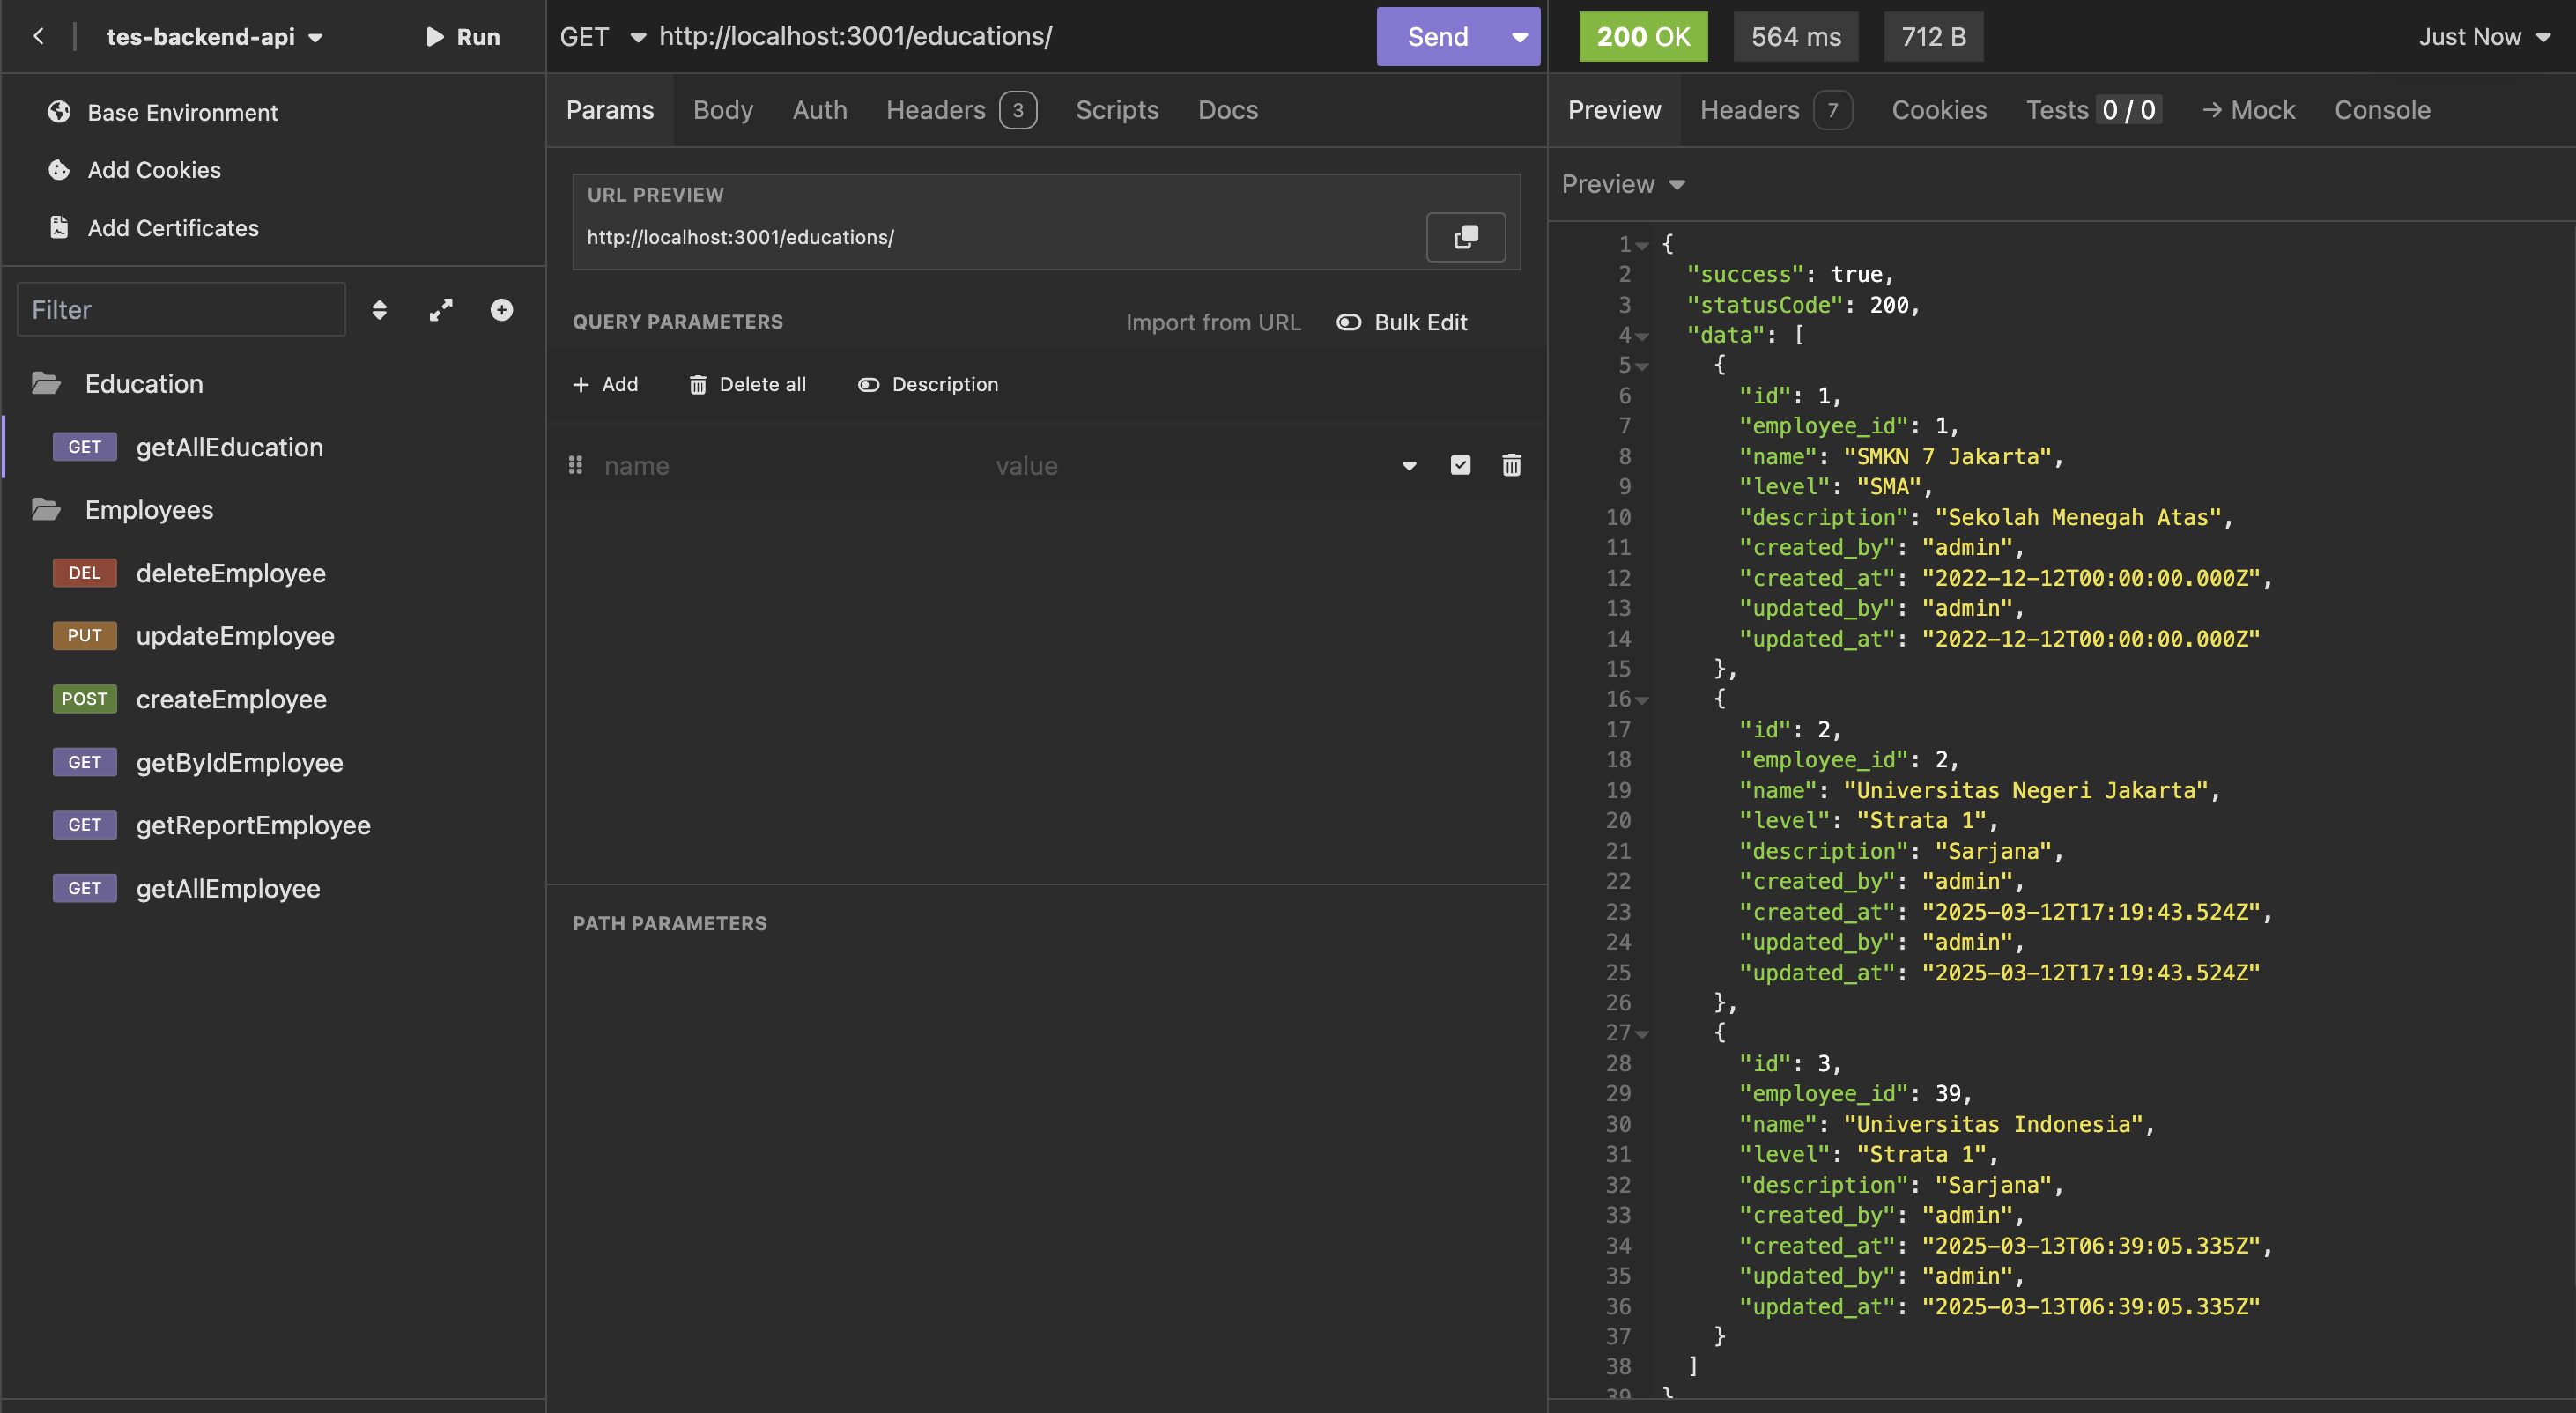 tes-backend-api
Run
Base Environment
Add Cookies
Add Certificates
Filter
Education
GET getAllEducation
Employees
DEL deleteEmployee
PUT updateEmployee
POST createEmployee
GET getByIdEmployee
GET getReportEmployee
GET getAllEmployee
GET http://localhost:3001/educations/
Send
Params Body Auth Headers 3 Scripts Docs
URL PREVIEW
http://localhost:3001/educations/
QUERY PARAMETERS Import from URL Bulk Edit
Add Delete all Description
name value
PATH PARAMETERS
200 OK 564 ms 712 B Just Now
Preview Headers 7 Cookies Tests 0 / 0 → Mock Console
Preview
1 {
2 "success": true,
3 "statusCode": 200,
4 "data": [
5 {
6 "id": 1,
7 "employee_id": 1,
8 "name": "SMKN 7 Jakarta",
9 "level": "SMA",
10 "description": "Sekolah Menegah Atas",
11 "created_by": "admin",
12 "created_at": "2022-12-12T00:00:00.000Z",
13 "updated_by": "admin",
14 "updated_at": "2022-12-12T00:00:00.000Z"
15 },
16 {
17 "id": 2,
18 "employee_id": 2,
19 "name": "Universitas Negeri Jakarta",
20 "level": "Strata 1",
21 "description": "Sarjana",
22 "created_by": "admin",
23 "created_at": "2025-03-12T17:19:43.524Z",
24 "updated_by": "admin",
25 "updated_at": "2025-03-12T17:19:43.524Z"
26 },
27 {
28 "id": 3,
29 "employee_id": 39,
30 "name": "Universitas Indonesia",
31 "level": "Strata 1",
32 "description": "Sarjana",
33 "created_by": "admin",
34 "created_at": "2025-03-13T06:39:05.335Z",
35 "updated_by": "admin",
36 "updated_at": "2025-03-13T06:39:05.335Z"
37 }
38 ]
39 }